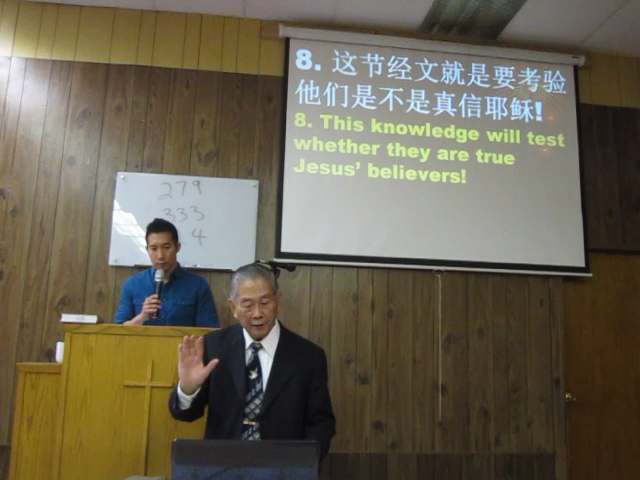 8. 这节经文就是要考验
他们是不是真信耶稣!
8. This knowledge will test
whether they are true
Jesus' believers!
279
333
4